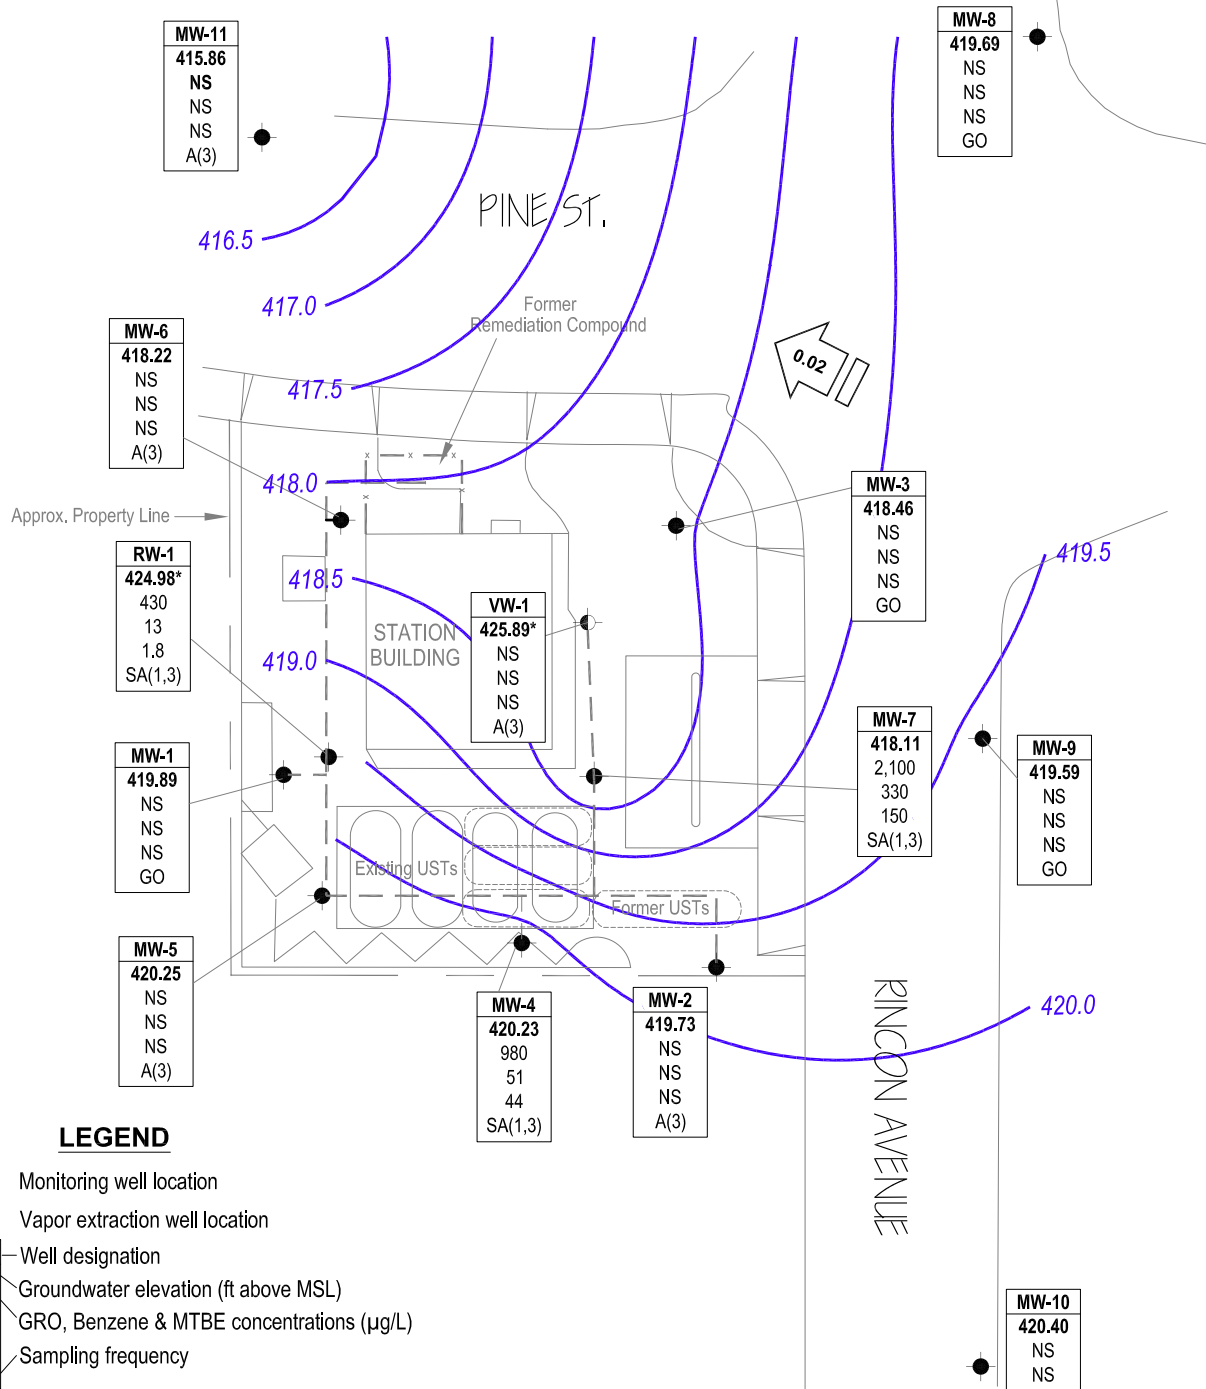 MW-11
415.86
NS
NS
NS
A(3)
MW-8
419.69
NS
NS
NS
GO
PINE ST.
416.5
417.0
Former
Remediation Compound
MW-6
418.22
NS
NS
NS
A(3)
0.02
417.5
418.0
MW-3
418.46
NS
NS
NS
GO
Approx. Property Line
RW-1
424.98*
430
13
1.8
SA(1,3)
418.5
419.5
VW-1
425.89*
NS
NS
NS
A(3)
STATION
BUILDING
419.0
MW-7
418.11
2,100
330
150
SA(1,3)
MW-1
419.89
NS
NS
NS
GO
MW-9
419.59
NS
NS
NS
GO
Existing USTs
Former USTs
MW-5
420.25
NS
NS
NS
A(3)
MW-4
420.23
980
51
44
SA(1,3)
MW-2
419.73
NS
NS
NS
A(3)
420.0
RINCON AVENUE
LEGEND
Monitoring well location
Vapor extraction well location
Well designation
Groundwater elevation (ft above MSL)
GRO, Benzene & MTBE concentrations (µg/L)
Sampling frequency
MW-10
420.40
NS
NS